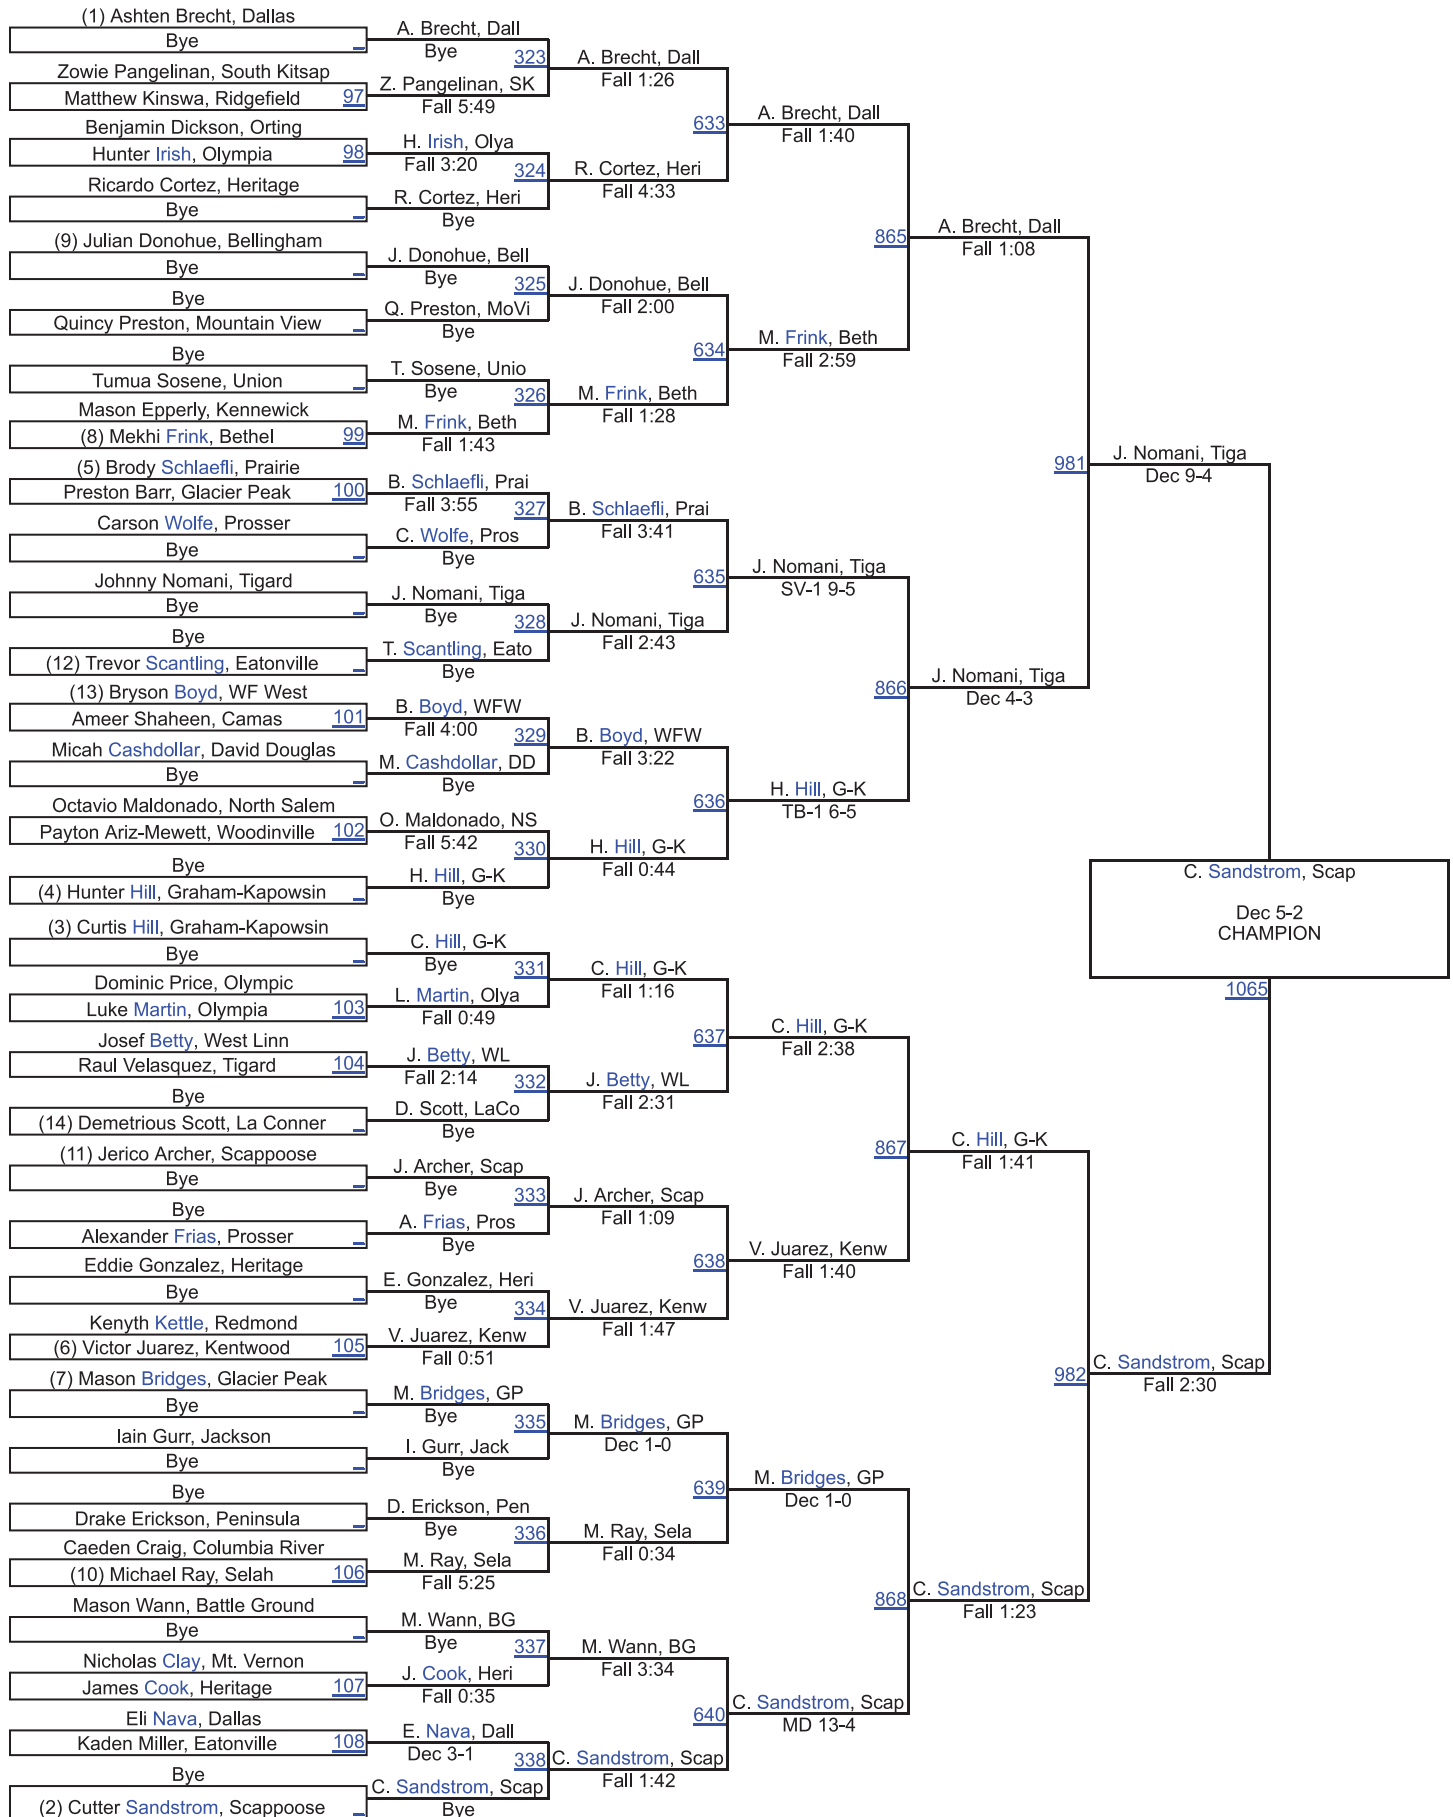 (1) Ashten Brecht, Dallas
Bye
Zowie Pangelinan, South Kitsap
Matthew Kinswa, Ridgefield 97
Benjamin Dickson, Orting
Hunter Irish, Olympia 98
Ricardo Cortez, Heritage
Bye
(9) Julian Donohue, Bellingham
Bye
Bye
Quincy Preston, Mountain View
Bye
Tumua Sosene, Union
Mason Epperly, Kennewick
(8) Mekhi Frink, Bethel 99
(5) Brody Schlaefli, Prairie
Preston Barr, Glacier Peak 100
Carson Wolfe, Prosser
Bye
Johnny Nomani, Tigard
Bye
Bye
(12) Trevor Scantling, Eatonville
(13) Bryson Boyd, WF West
Ameer Shaheen, Camas 101
Micah Cashdollar, David Douglas
Bye
Octavio Maldonado, North Salem
Payton Ariz-Mewett, Woodinville 102
Bye
(4) Hunter Hill, Graham-Kapowsin
(3) Curtis Hill, Graham-Kapowsin
Bye
Dominic Price, Olympic
Luke Martin, Olympia 103
Josef Betty, West Linn
Raul Velasquez, Tigard 104
Bye
(14) Demetrious Scott, La Conner
(11) Jerico Archer, Scappoose
Bye
Bye
Alexander Frias, Prosser
Eddie Gonzalez, Heritage
Bye
Kenyth Kettle, Redmond
(6) Victor Juarez, Kentwood 105
(7) Mason Bridges, Glacier Peak
Bye
Iain Gurr, Jackson
Bye
Bye
Drake Erickson, Peninsula
Caeden Craig, Columbia River
(10) Michael Ray, Selah 106
Mason Wann, Battle Ground
Bye
Nicholas Clay, Mt. Vernon
James Cook, Heritage 107
Eli Nava, Dallas
Kaden Miller, Eatonville 108
Bye
(2) Cutter Sandstrom, Scappoose
A. Brecht, Dall
Bye
323
Z. Pangelinan, SK
Fall 5:49
H. Irish, Olya
Fall 3:20
324
R. Cortez, Heri
Bye
J. Donohue, Bell
Bye
325
Q. Preston, MoVi
Bye
T. Sosene, Unio
Bye
326
M. Frink, Beth
Fall 1:43
B. Schlaefli, Prai
Fall 3:55
327
C. Wolfe, Pros
Bye
J. Nomani, Tiga
Bye
328
T. Scantling, Eato
Bye
B. Boyd, WFW
Fall 4:00
329
M. Cashdollar, DD
Bye
O. Maldonado, NS
Fall 5:42
330
H. Hill, G-K
Bye
C. Hill, G-K
Bye
331
L. Martin, Olya
Fall 0:49
J. Betty, WL
Fall 2:14
332
D. Scott, LaCo
Bye
J. Archer, Scap
Bye
333
A. Frias, Pros
Bye
E. Gonzalez, Heri
Bye
334
V. Juarez, Kenw
Fall 0:51
M. Bridges, GP
Bye
335
I. Gurr, Jack
Bye
D. Erickson, Pen
Bye
336
M. Ray, Sela
Fall 5:25
M. Wann, BG
Bye
337
J. Cook, Heri
Fall 0:35
E. Nava, Dall
Dec 3-1
338
C. Sandstrom, Scap
Bye
A. Brecht, Dall
Fall 1:26
633
R. Cortez, Heri
Fall 4:33
J. Donohue, Bell
Fall 2:00
634
M. Frink, Beth
Fall 1:28
B. Schlaefli, Prai
Fall 3:41
635
J. Nomani, Tiga
Fall 2:43
B. Boyd, WFW
Fall 3:22
636
H. Hill, G-K
Fall 0:44
C. Hill, G-K
Fall 1:16
637
J. Betty, WL
Fall 2:31
J. Archer, Scap
Fall 1:09
638
V. Juarez, Kenw
Fall 1:47
M. Bridges, GP
Dec 1-0
639
M. Ray, Sela
Fall 0:34
M. Wann, BG
Fall 3:34
640
C. Sandstrom, Scap
Fall 1:42
A. Brecht, Dall
Fall 1:40
865
M. Frink, Beth
Fall 2:59
J. Nomani, Tiga
SV-1 9-5
866
H. Hill, G-K
TB-1 6-5
C. Hill, G-K
Fall 2:38
867
V. Juarez, Kenw
Fall 1:40
M. Bridges, GP
Dec 1-0
868
C. Sandstrom, Scap
MD 13-4
A. Brecht, Dall
Fall 1:08
981
J. Nomani, Tiga
Dec 4-3
C. Hill, G-K
Fall 1:41
982
C. Sandstrom, Scap
Fall 1:23
J. Nomani, Tiga
Dec 9-4
C. Sandstrom, Scap
Dec 5-2
CHAMPION
1065
C. Sandstrom, Scap
Fall 2:30